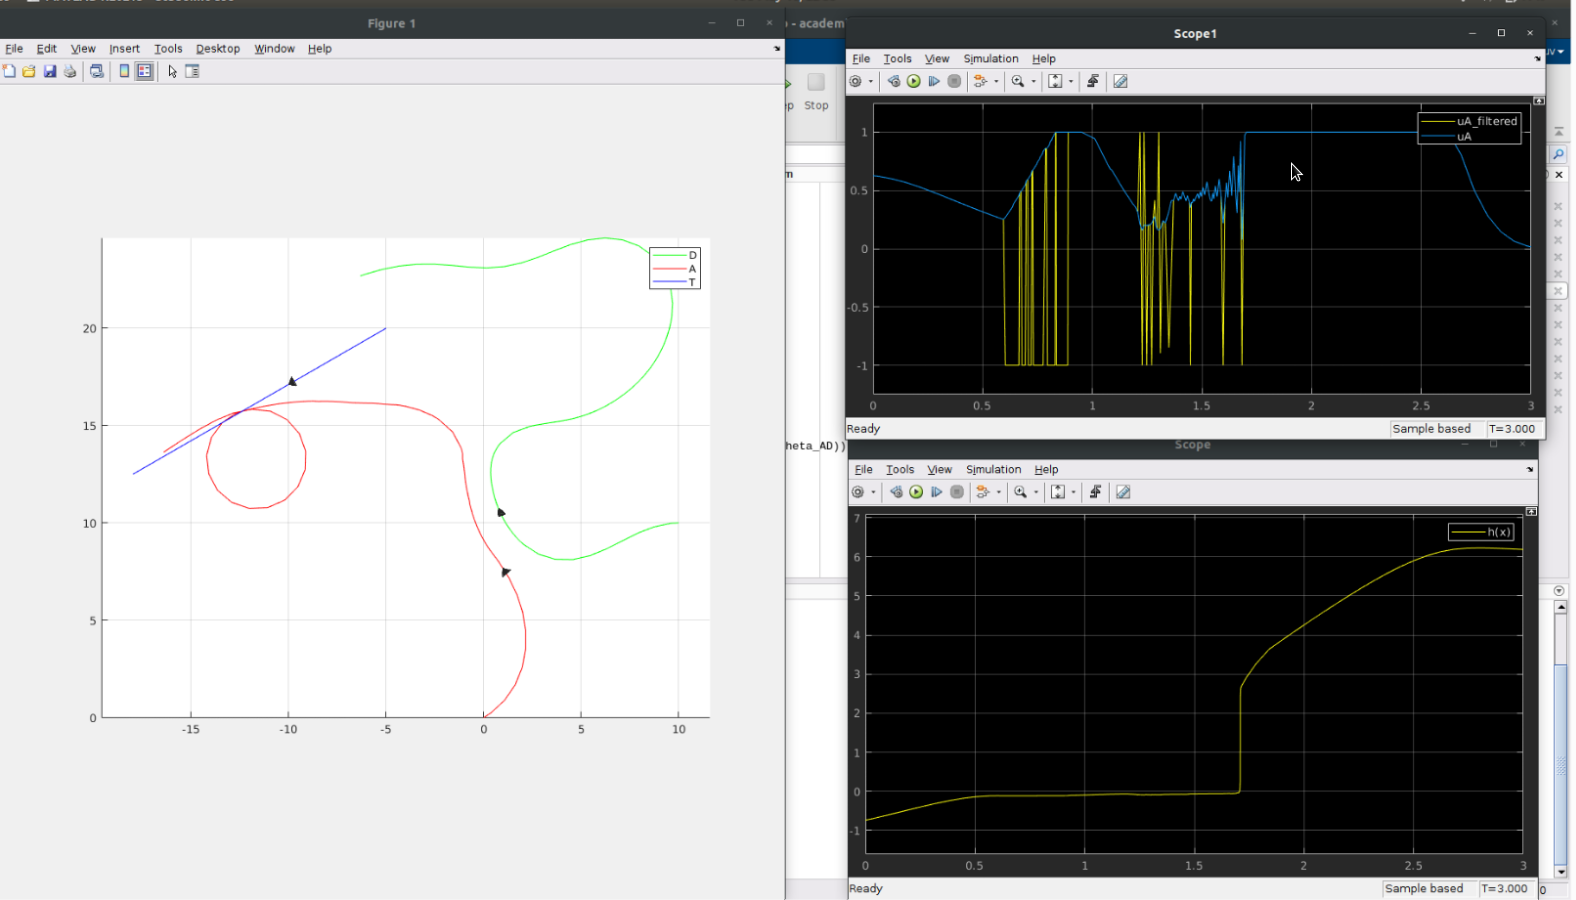 Figure 1
File Edit View Insert Tools Desktop Window Help
D
A
T
20
15
10
5
0
-15 -10 -5 0 5 10
- academ
Stop
heta_AD))
Scope1
File Tools View Simulation Help
uA_filtered
uA
1
0.5
0
-0.5
-1
0 0.5 1 1.5 2 2.5 3
Ready Sample based T=3.000
Scope
File Tools View Simulation Help
h(x)
7
6
5
4
3
2
1
0
-1
0 0.5 1 1.5 2 2.5 3
Ready Sample based T=3.000
0